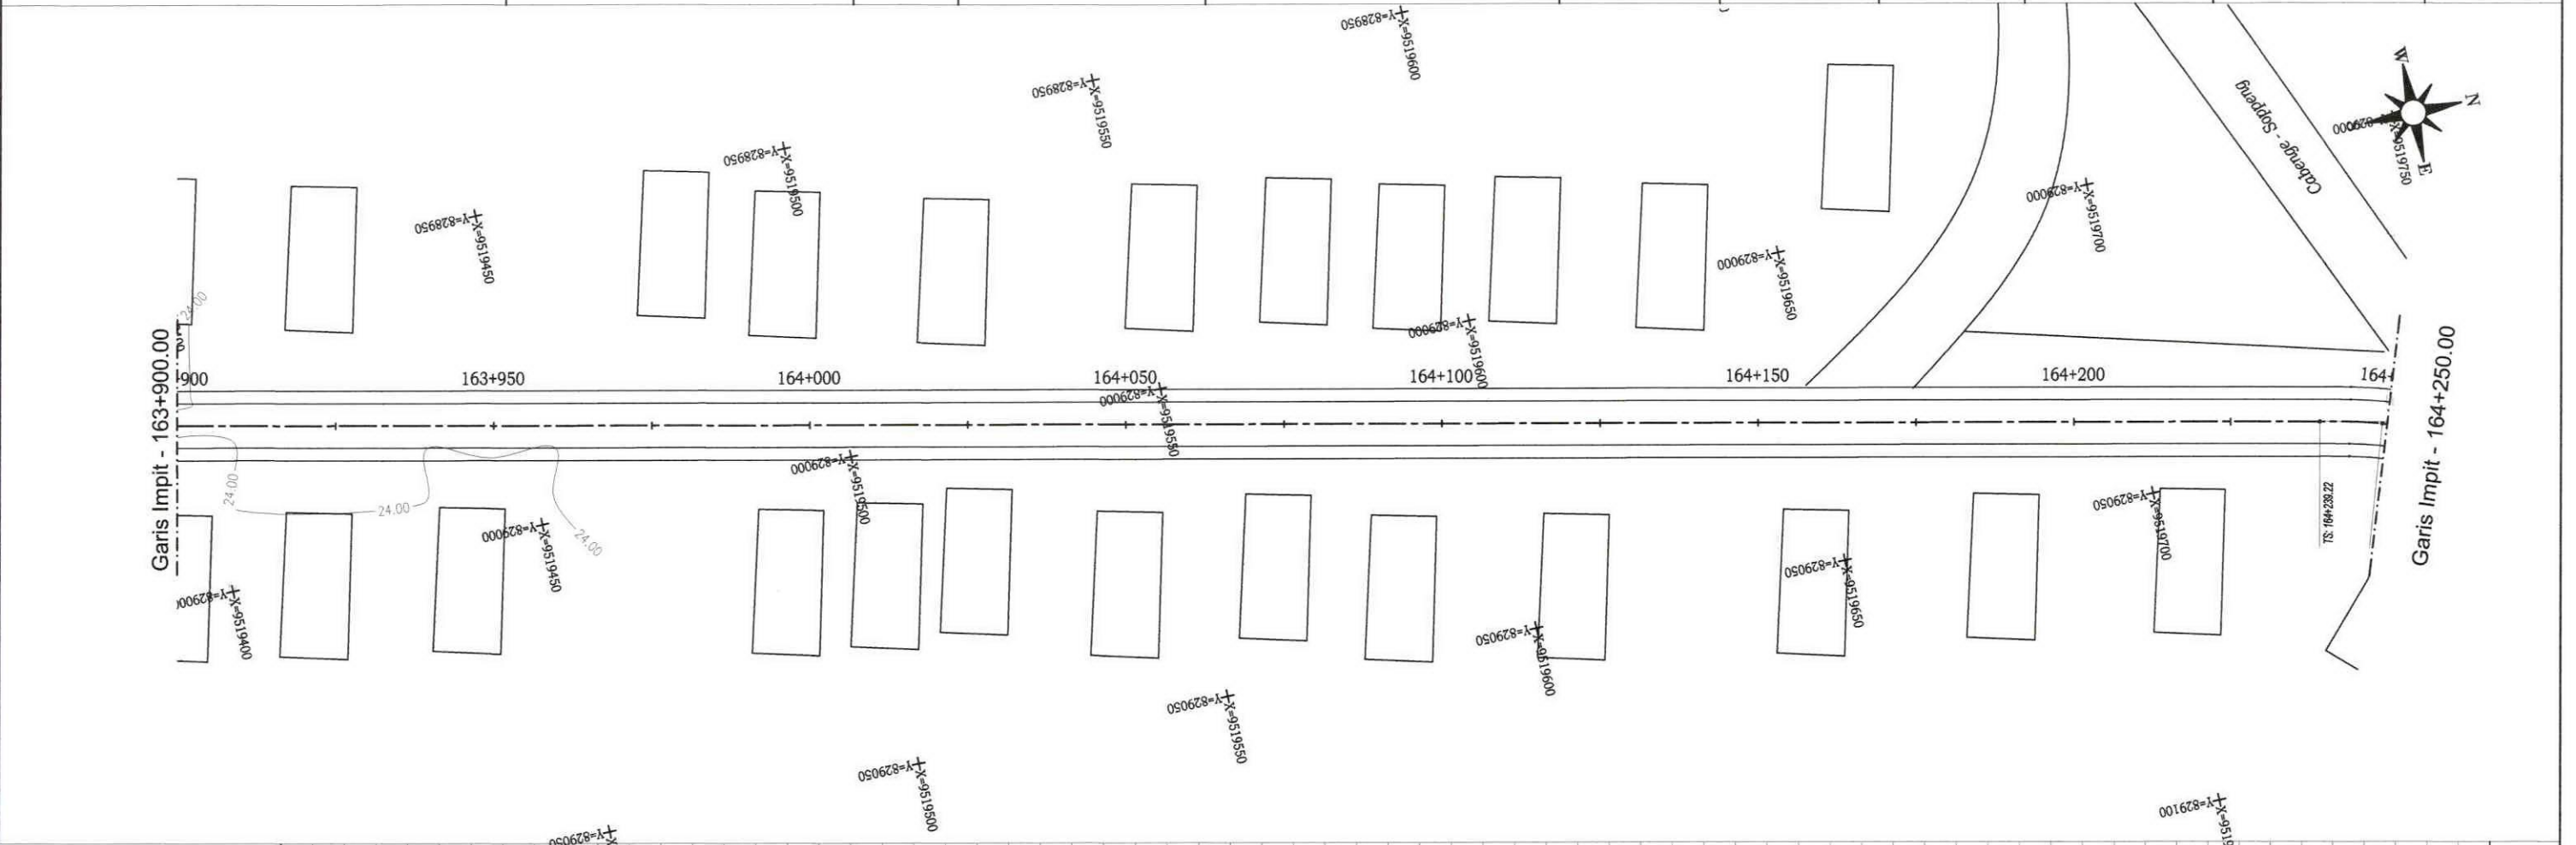 Y=828950
X=9519600
Y=828950
X=9519550
Y=828950
X=9519500
Y=828950
X=9519450
Cabenge - Soppeng
W
N
E
X=9519750
Y=829000
X=9519700
Y=829000
X=9519650
Y=829000
X=9519600
24.00
Garis Impit - 163+900.00
+900
163+950
164+000
164+050
164+100
164+150
164+200
164+
Garis Impit - 164+250.00
Y=829000
X=9519550
Y=829000
X=9519500
24.00
24.00
24.00
Y=829000
X=9519450
X=9519400
TS: 164+239.22
Y=829050
X=9519700
Y=829050
X=9519650
Y=829050
X=9519600
Y=829050
X=9519550
Y=829050
X=9519500
Y=829050
Y=829100